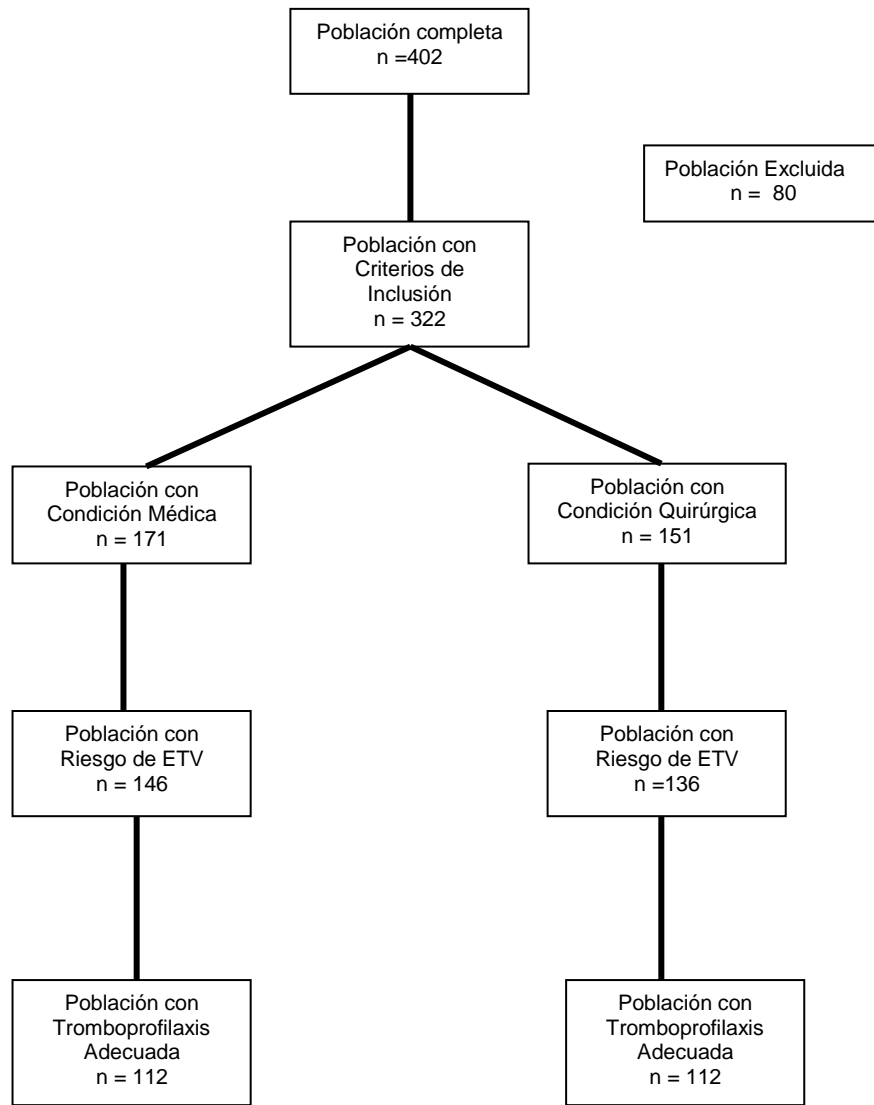 Población completa
n =402
Población Excluida
n =  80
Población con
Criterios de
Inclusión
n = 322
Población con
Condición Médica
n = 171
Población con
Condición Quirúrgica
n = 151
Población con
Riesgo de ETV
n = 146
Población con
Riesgo de ETV
n =136
Población con
Tromboprofilaxis
Adecuada
n = 112
Población con
Tromboprofilaxis
Adecuada
n = 112